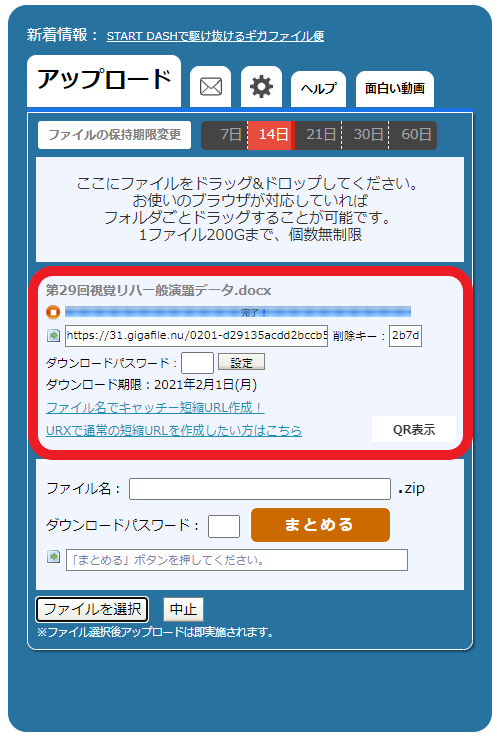 新着情報： START DASHで駆け抜けるギガファイル便
アップロード ヘルプ 面白い動画
ファイルの保持期限変更 7日 14日 21日 30日 60日
ここにファイルをドラッグ&ドロップしてください。
お使いのブラウザが対応していれば
フォルダごとドラッグすることが可能です。
1ファイル200Gまで、個数無制限
第29回視覚リハ一般演題データ.docx
完了！
https://31.gigafile.nu/0201-d29135acdd2bccb5 削除キー：2b7d
ダウンロードパスワード： 設定
ダウンロード期限：2021年2月1日(月)
ファイル名でキャッチー短縮URL作成！
URXで通常の短縮URLを作成したい方はこちら QR表示
ファイル名： .zip
ダウンロードパスワード： まとめる
「まとめる」ボタンを押してください。
ファイルを選択 中止
※ファイル選択後アップロードは即実施されます。